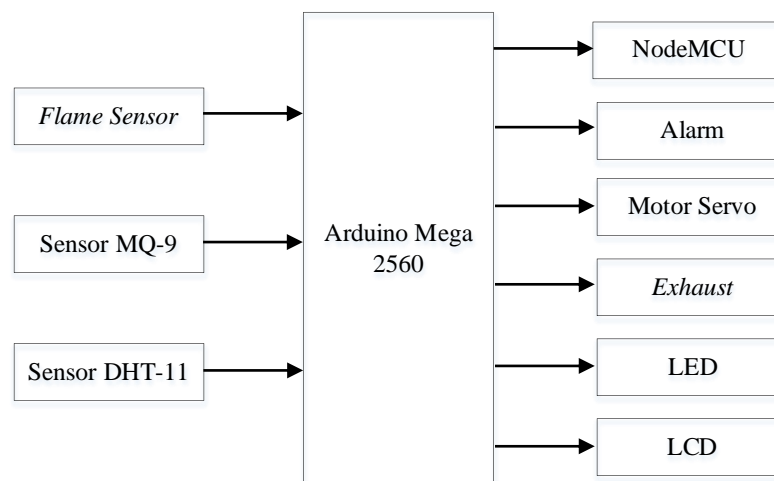 Flame Sensor
Sensor MQ-9
Sensor DHT-11
Arduino Mega
2560
NodeMCU
Alarm
Motor Servo
Exhaust
LED
LCD